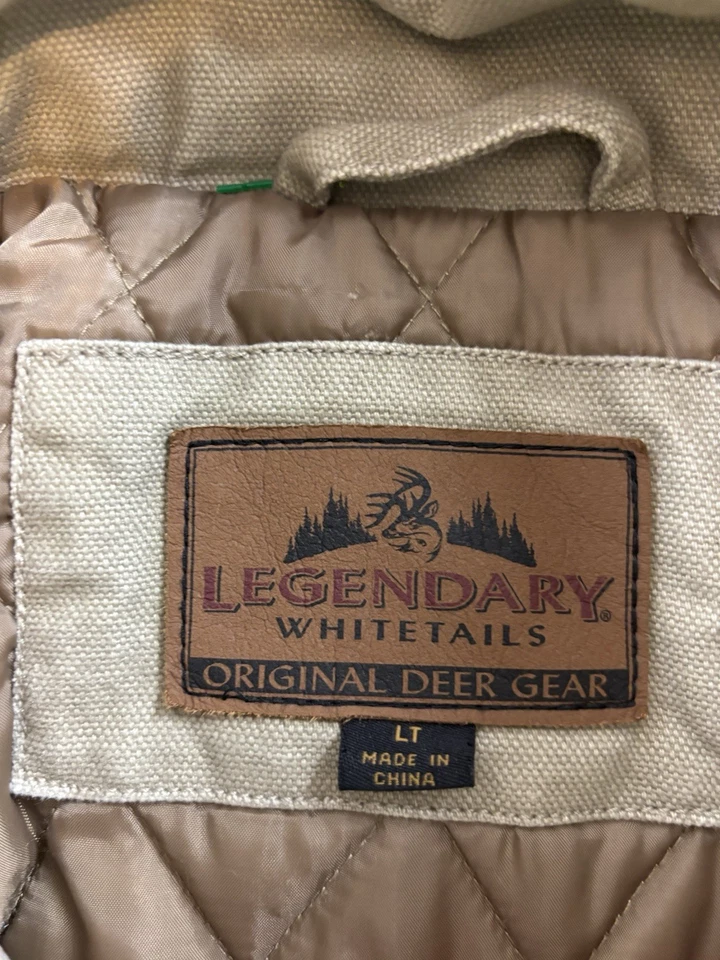 LEGENDARY®
WHITETAILS
ORIGINAL DEER GEAR
LT
MADE IN
CHINA